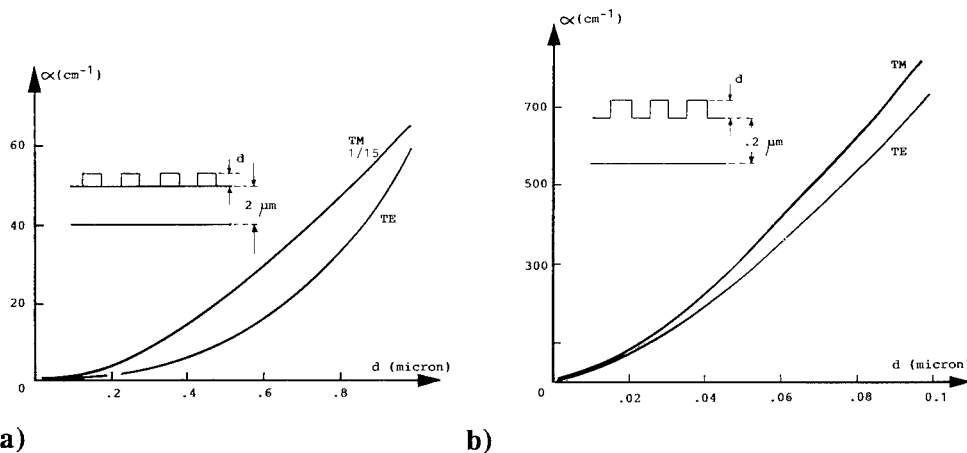 ∝(cm⁻¹)
60
40
20
0
.2
.4
.6
.8
d (micron)
d
2 μm
TM
1/15
TE
a)
∝(cm⁻¹)
700
500
300
0
.02
.04
.06
.08
0.1
d (micron)
d
.2 μm
TM
TE
b)